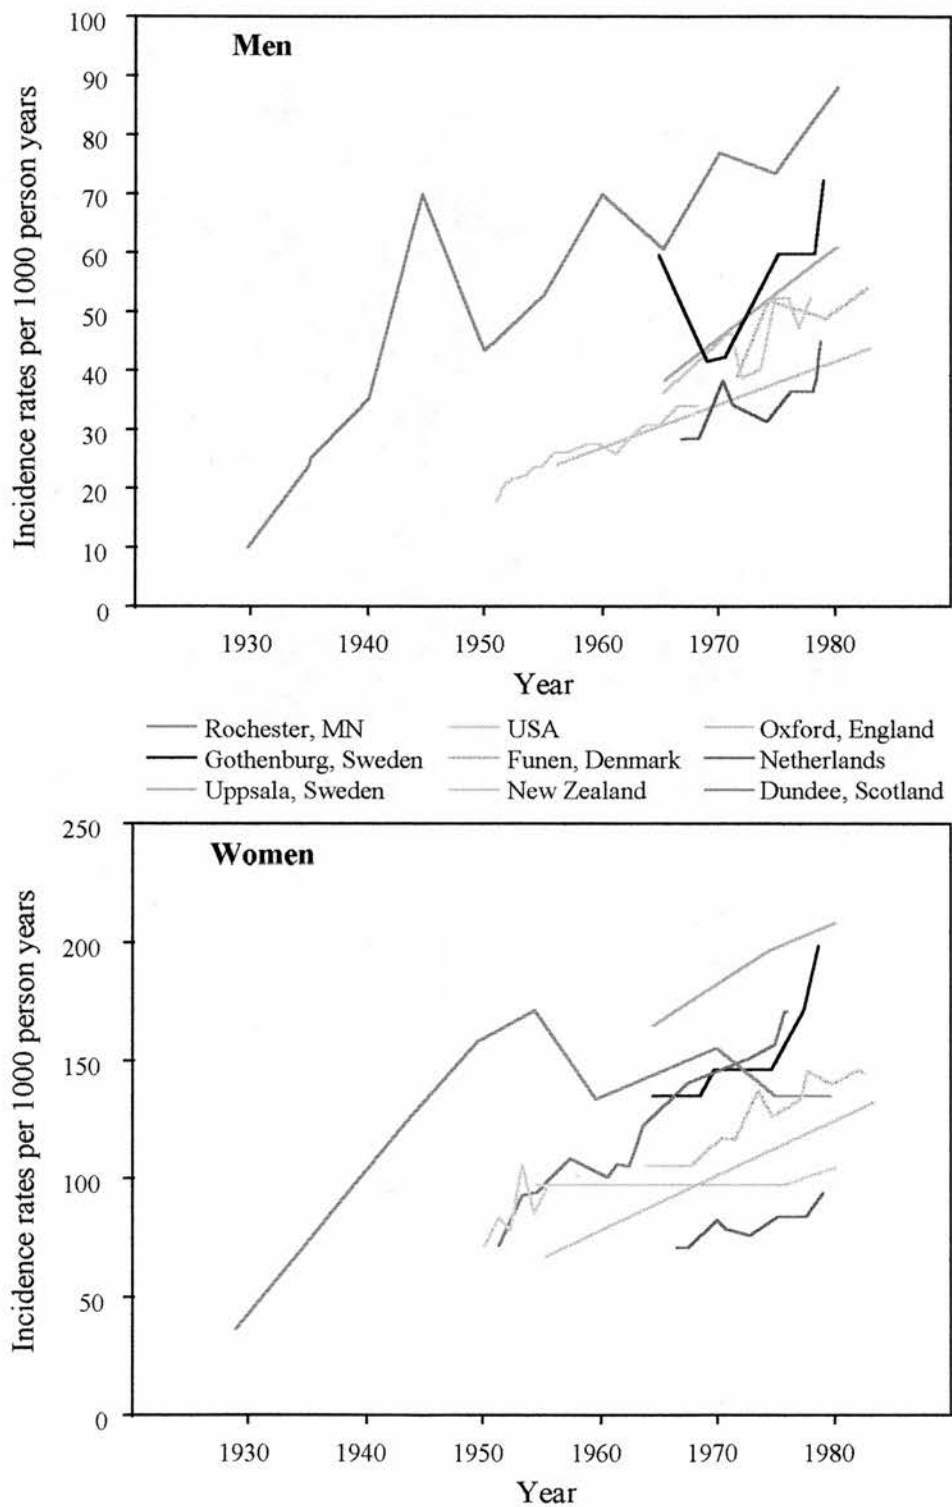 Men
Incidence rates per 1000 person years
100
90
80
70
60
50
40
30
20
10
0
1930 1940 1950 1960 1970 1980
Year
Rochester, MN USA Oxford, England
Gothenburg, Sweden Funen, Denmark Netherlands
Uppsala, Sweden New Zealand Dundee, Scotland
Women
Incidence rates per 1000 person years
250
200
150
100
50
0
1930 1940 1950 1960 1970 1980
Year